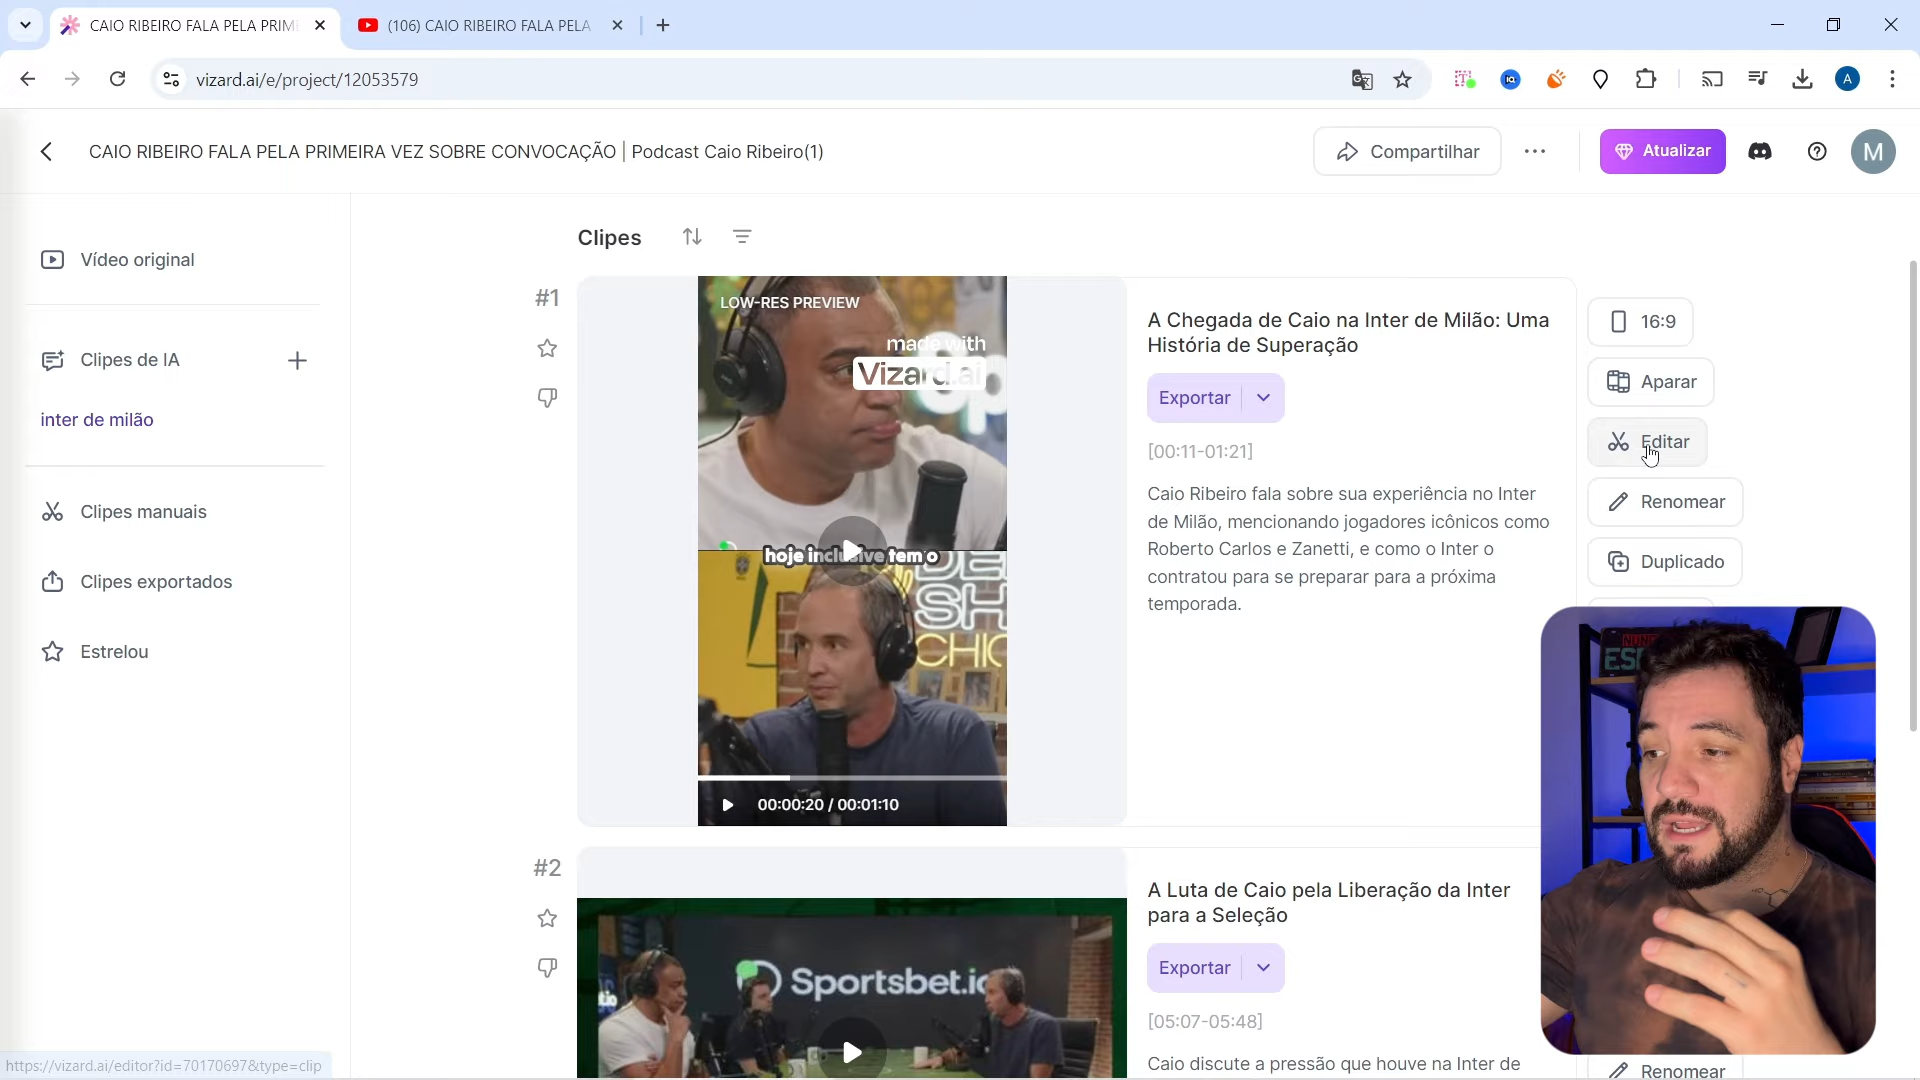 CAIO RIBEIRO FALA PELA PRIM
(106) CAIO RIBEIRO FALA PELA
vizard.ai/e/project/12053579
A
CAIO RIBEIRO FALA PELA PRIMEIRA VEZ SOBRE CONVOCAÇÃO | Podcast Caio Ribeiro(1)
Compartilhar
Atualizar
M
Vídeo original
Clipes de IA
inter de milão
Clipes manuais
Clipes exportados
Estrelou
Clipes
#1
LOW-RES PREVIEW
made with
Vizard.ai
hoje inclusive tem o
00:00:20 / 00:01:10
A Chegada de Caio na Inter de Milão: Uma
História de Superação
Exportar
[00:11-01:21]
Caio Ribeiro fala sobre sua experiência no Inter
de Milão, mencionando jogadores icônicos como
Roberto Carlos e Zanetti, e como o Inter o
contratou para se preparar para a próxima
temporada.
16:9
Aparar
Editar
Renomear
Duplicado
#2
Sportsbet.io
A Luta de Caio pela Liberação da Inter
para a Seleção
Exportar
[05:07-05:48]
Caio discute a pressão que houve na Inter de
Renomear
https://vizard.ai/editor?id=70170697&type=clip